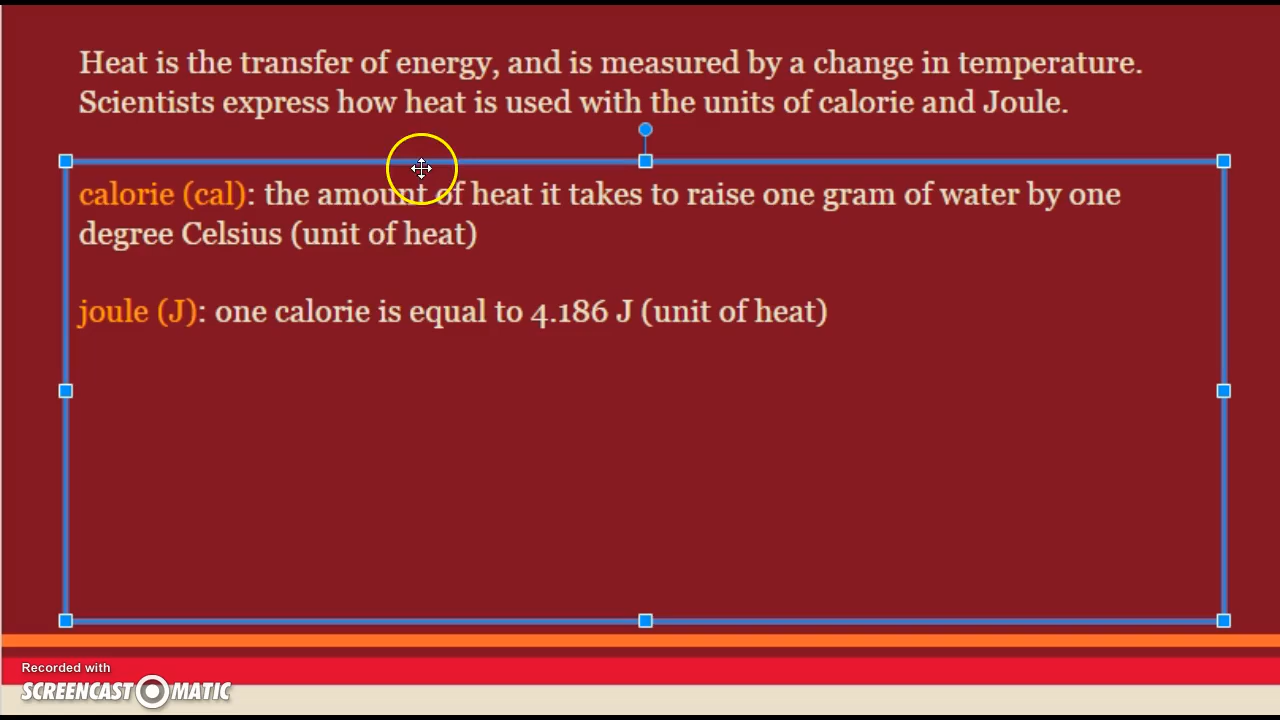 Heat is the transfer of energy, and is measured by a change in temperature.
Scientists express how heat is used with the units of calorie and Joule.
calorie (cal): the amount of heat it takes to raise one gram of water by one
degree Celsius (unit of heat)
joule (J): one calorie is equal to 4.186 J (unit of heat)
Recorded with
SCREENCAST O MATIC